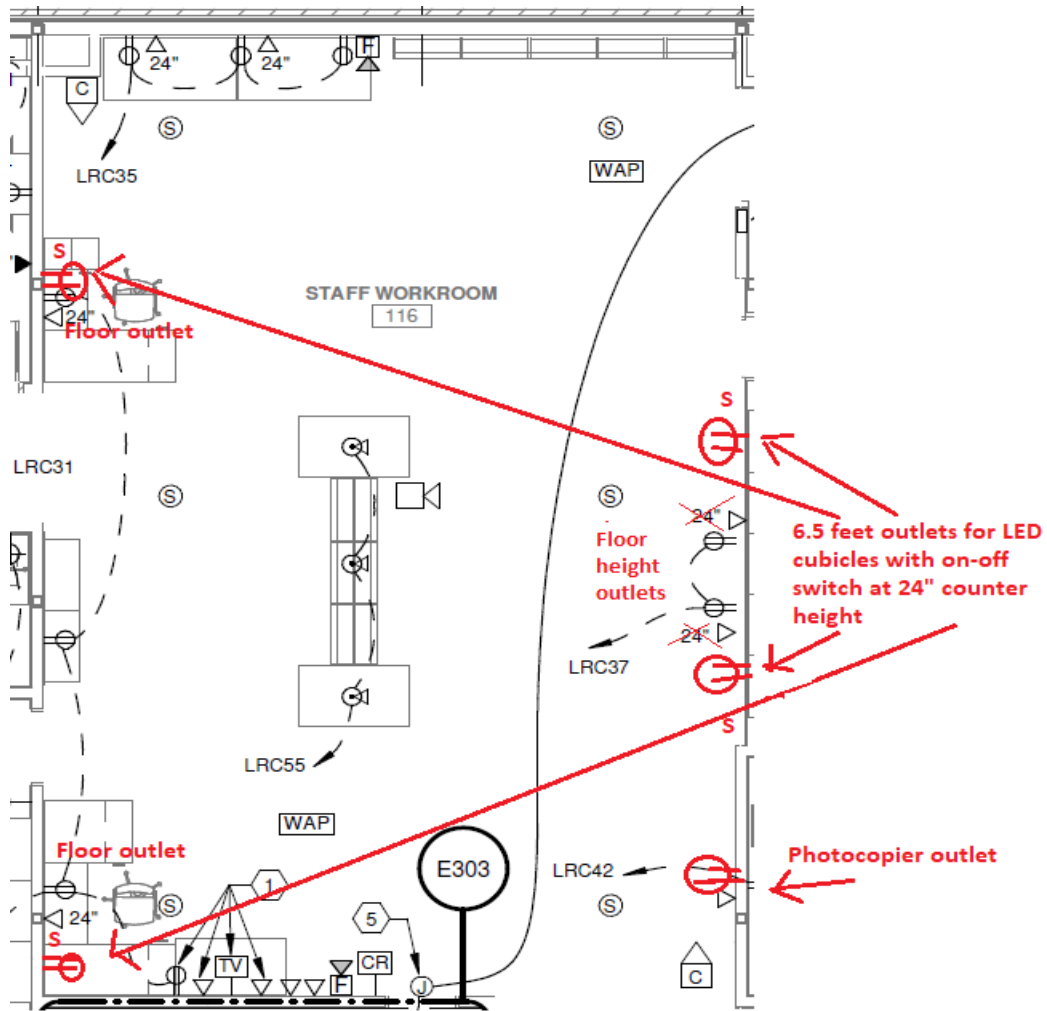 F
24"
24"
C
S
S
LRC35
WAP
S
STAFF WORKROOM
116
24"
Floor outlet
S
LRC31
S
S
24"
6.5 feet outlets for LED
cubicles with on-off
switch at 24" counter
height
Floor
height
outlets
24"
LRC37
S
LRC55
WAP
Floor outlet
E303
LRC42
Photocopier outlet
1
S
S
24"
5
S
TV
F
CR
J
C